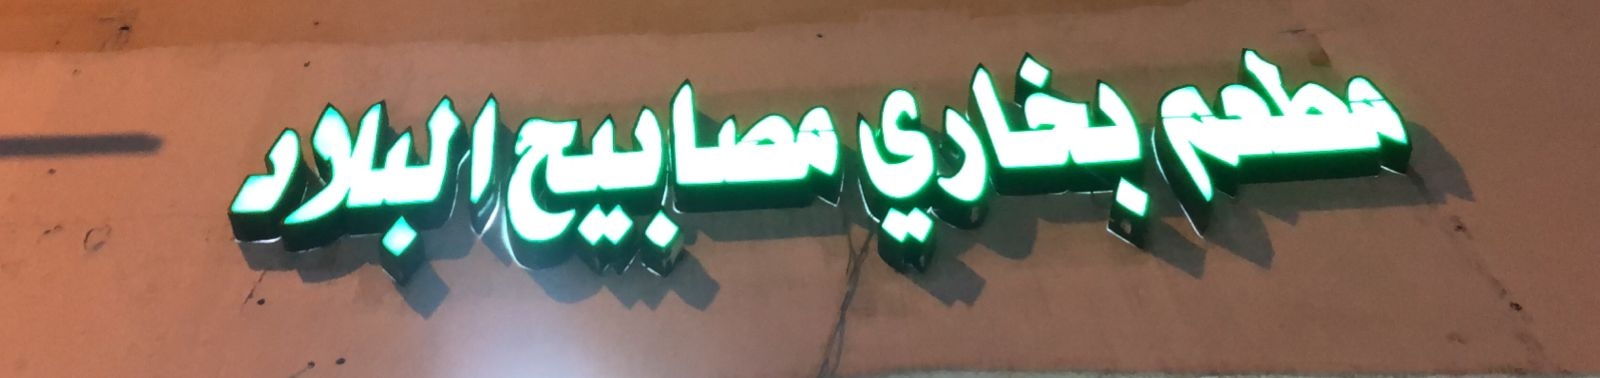 مطعم بخاري مصابيح البلاد